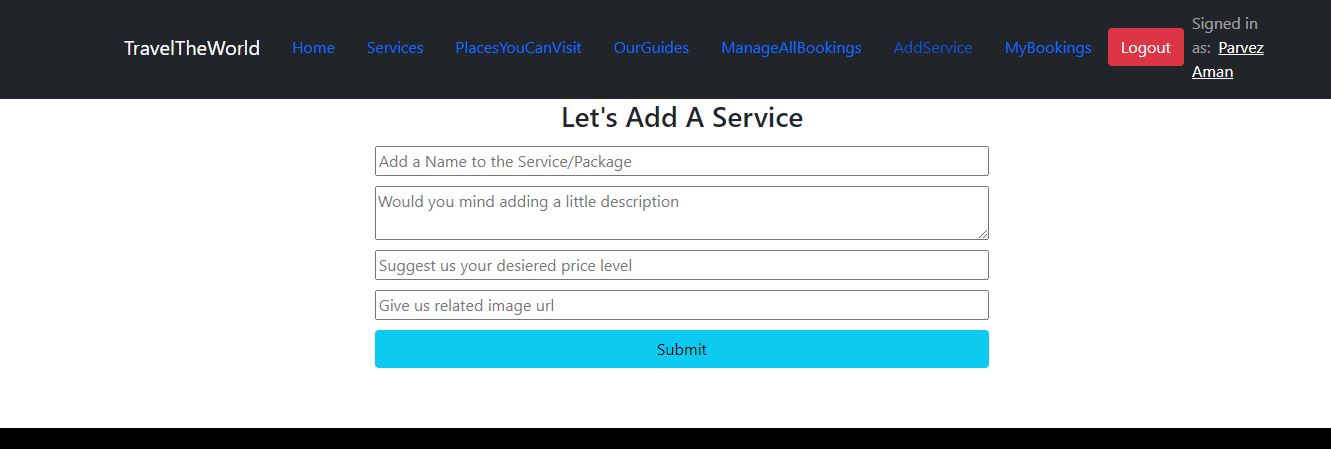 TravelTheWorld Home Services PlacesYouCanVisit OurGuides ManageAllBookings AddService MyBookings Logout Signed in
as: Parvez
Aman
Let's Add A Service
Add a Name to the Service/Package
Would you mind adding a little description
Suggest us your desiered price level
Give us related image url
Submit